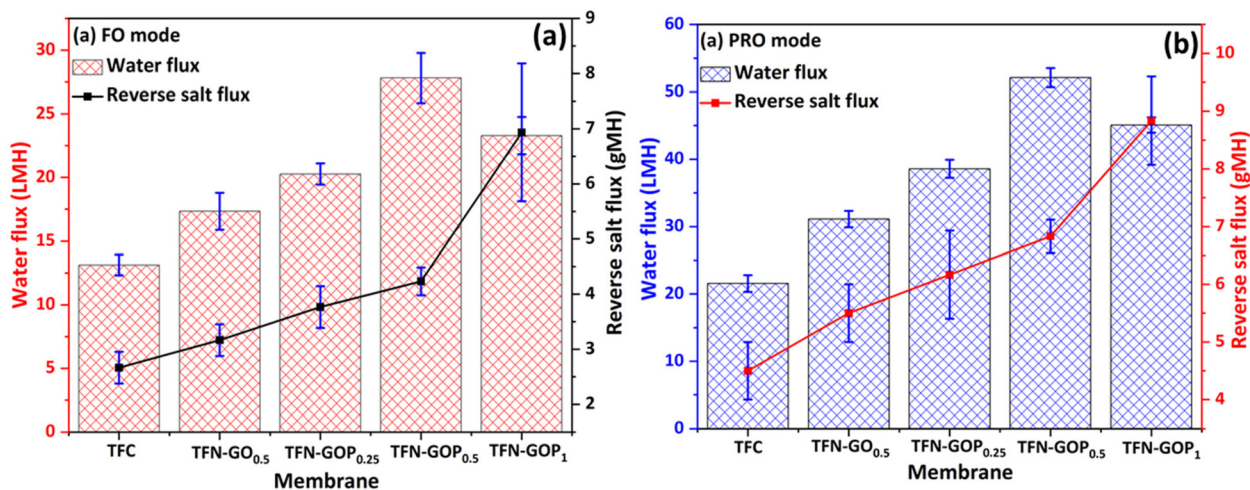 (a) FO mode
(a)
Water flux
Reverse salt flux
Water flux (LMH)
30
25
20
15
10
5
0
Reverse salt flux (gMH)
9
8
7
6
5
4
3
2
TFC
TFN-GO0.5
TFN-GOP0.25
TFN-GOP0.5
TFN-GOP1
Membrane
(a) PRO mode
(b)
Water flux
Reverse salt flux
Water flux (LMH)
60
50
40
30
20
10
0
Reverse salt flux (gMH)
10
9
8
7
6
5
4
TFC
TFN-GO0.5
TFN-GOP0.25
TFN-GOP0.5
TFN-GOP1
Membrane